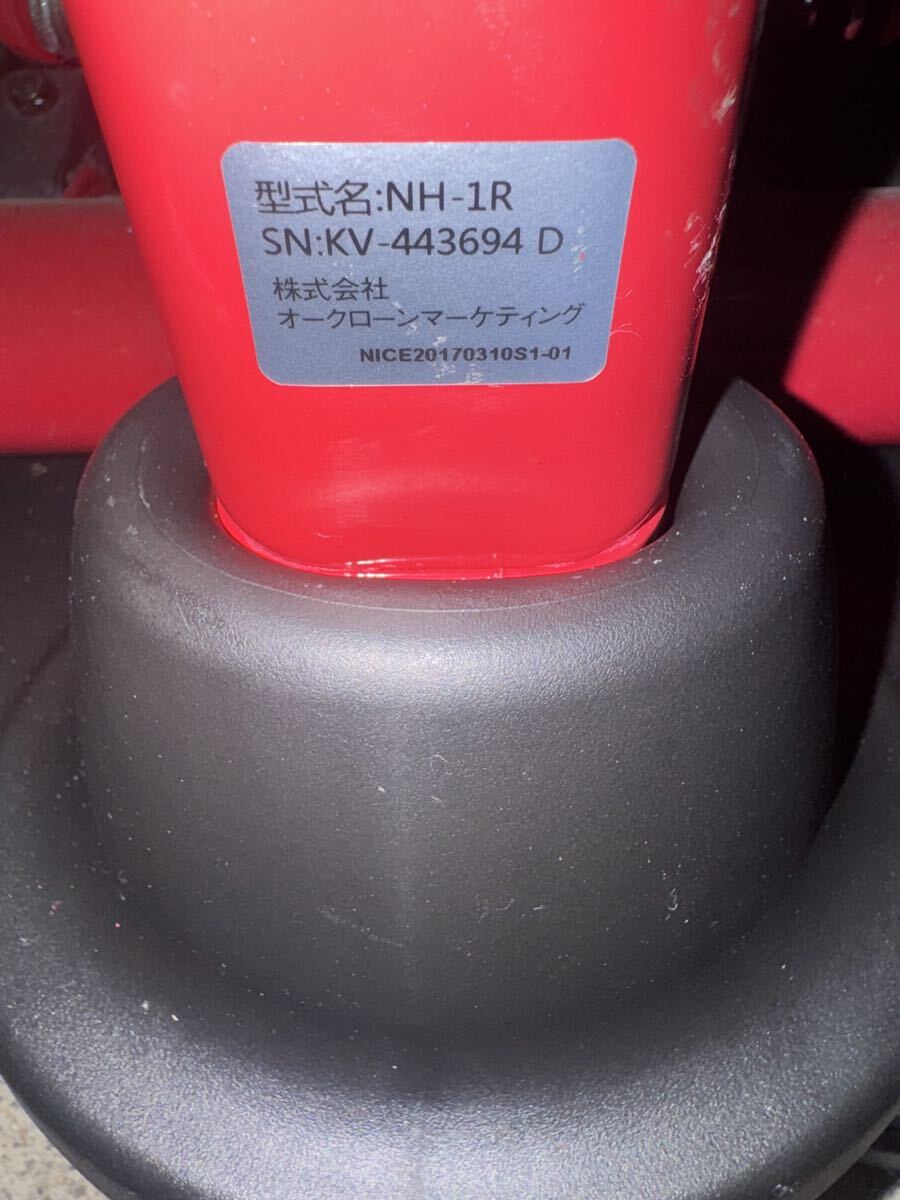 型式名:NH-1R
SN:KV-443694 D
株式会社
オークローンマーケティング
NICE20170310S1-01